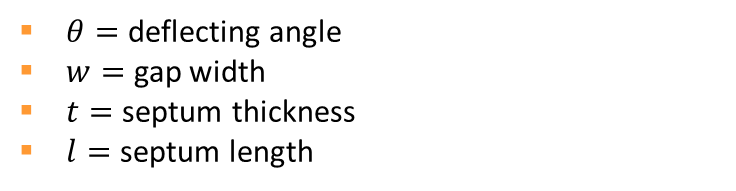 ▪ 𝜃 = deflecting angle
▪ 𝑤 = gap width
▪ 𝑡 = septum thickness
▪ 𝑙 = septum length